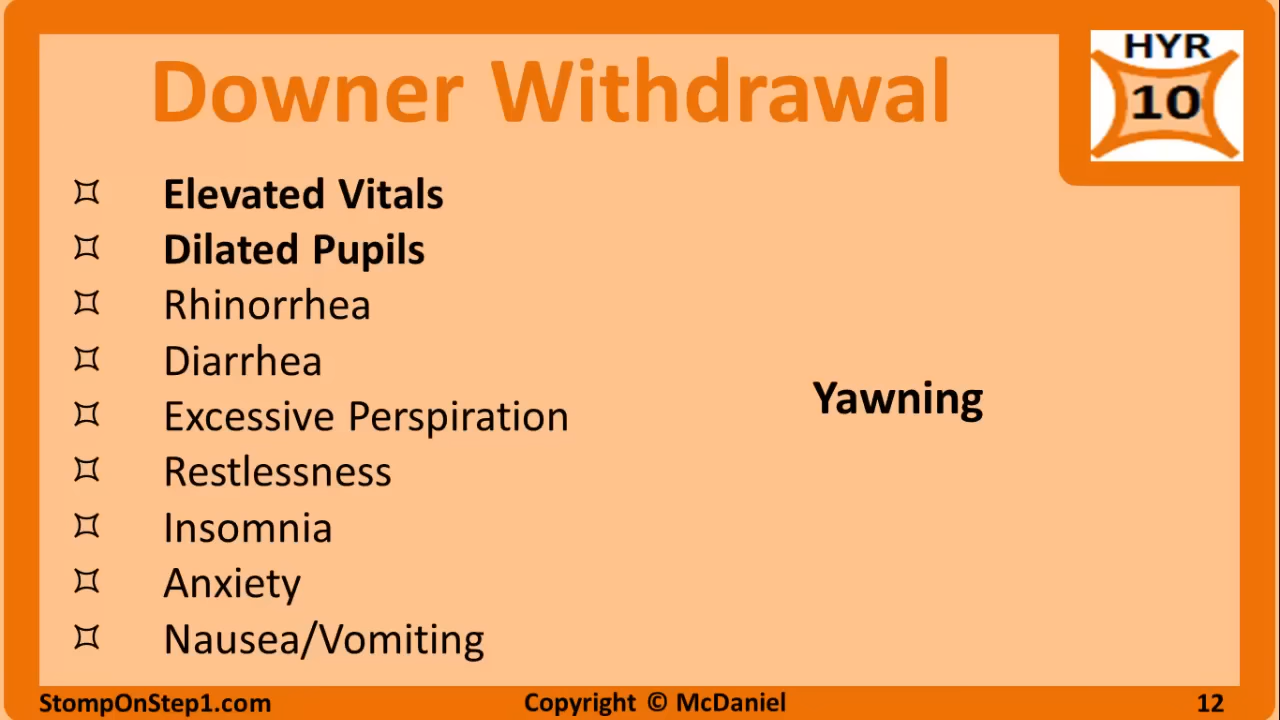 Downer Withdrawal
HYR
10
Elevated Vitals
Dilated Pupils
Rhinorrhea
Diarrhea
Excessive Perspiration
Restlessness
Insomnia
Anxiety
Nausea/Vomiting
Yawning
StompOnStep1.com
Copyright © McDaniel
12